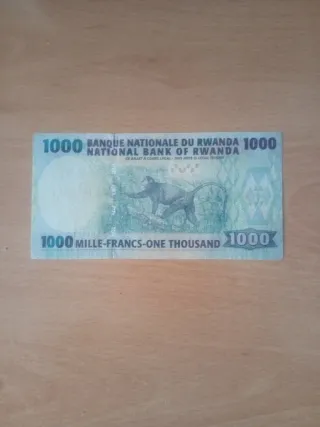 1000 BANQUE NATIONALE DU RWANDA 1000
NATIONAL BANK OF RWANDA
1000 MILLE-FRANCS-ONE THOUSAND 1000